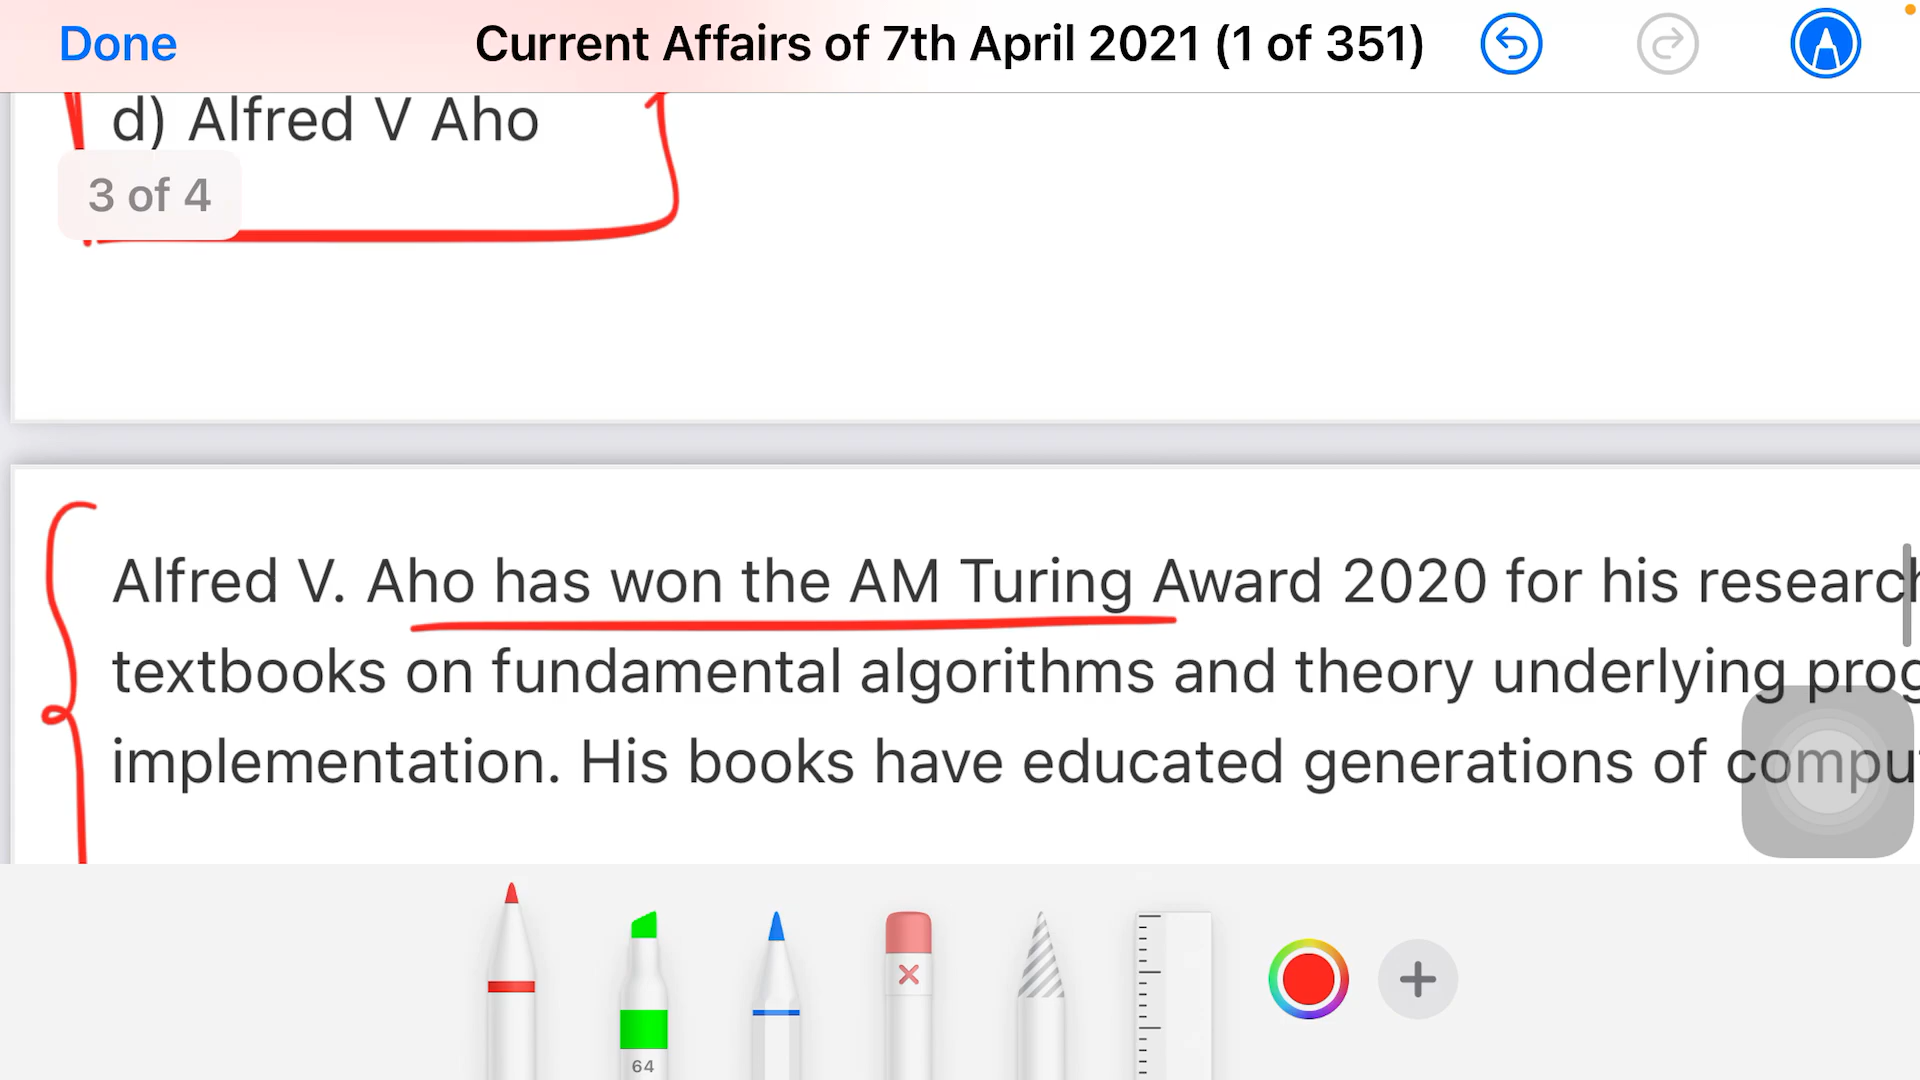 Done
Current Affairs of 7th April 2021 (1 of 351)
d) Alfred V Aho
3 of 4
Alfred V. Aho has won the AM Turing Award 2020 for his research
textbooks on fundamental algorithms and theory underlying prog
implementation. His books have educated generations of compu
64